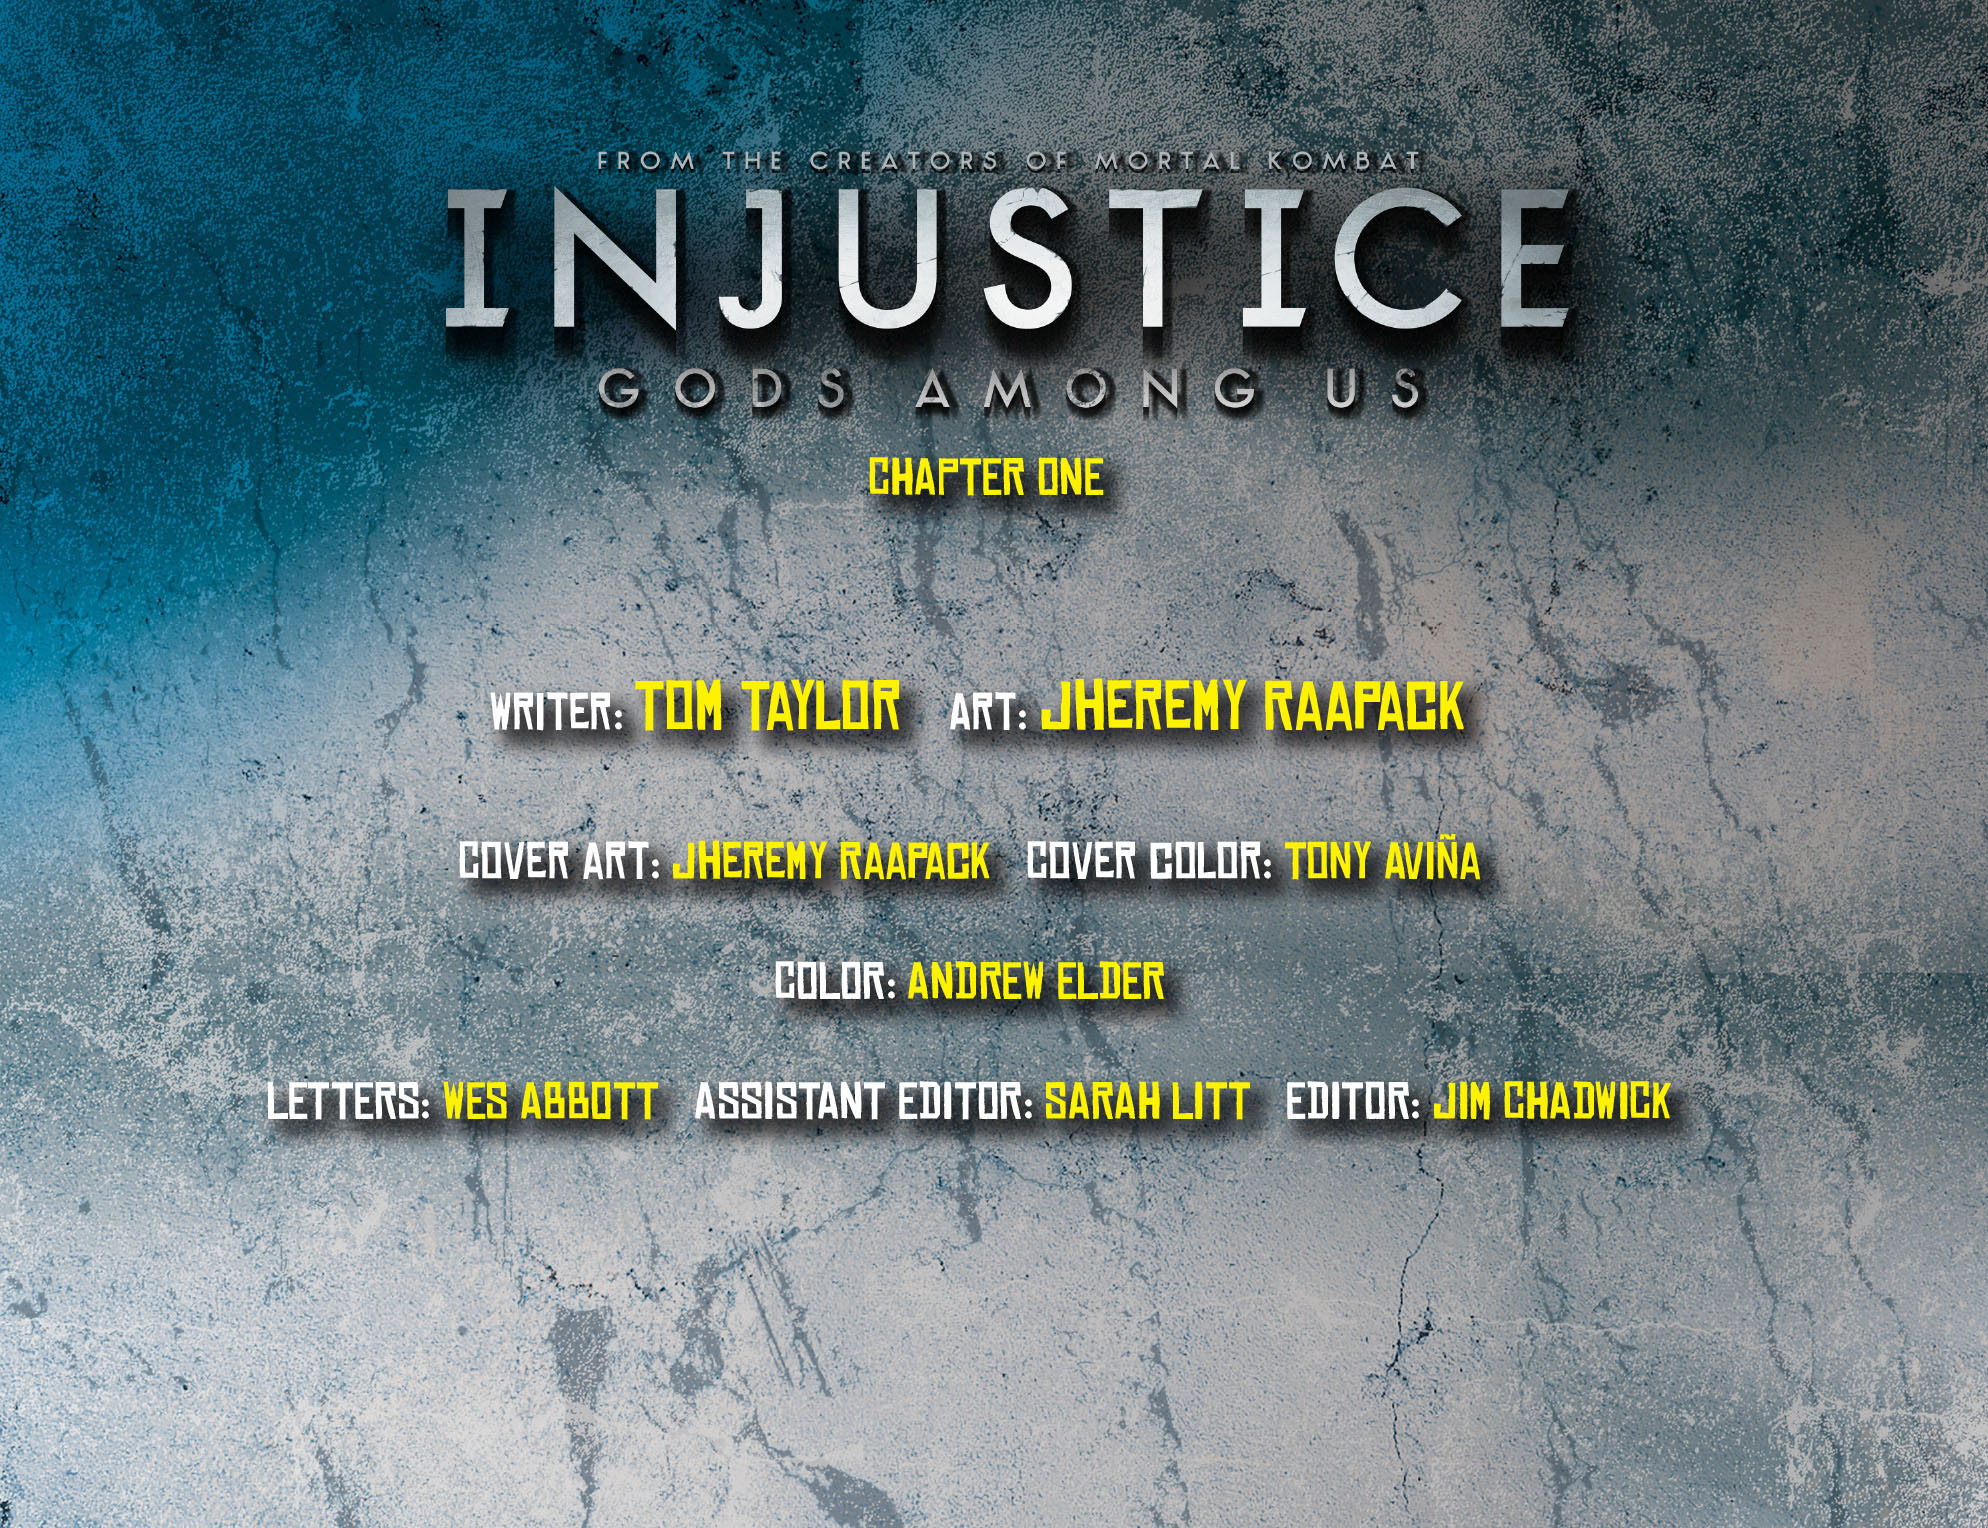 FROM THE CREATORS OF MORTAL KOMBAT
INJUSTICE
GODS AMONG US
CHAPTER ONE
WRITER: TOM TAYLOR ART: JHEREMY RAAPACK
COVER ART: JHEREMY RAAPACK COVER COLOR: TONY AVIÑA
COLOR: ANDREW ELDER
LETTERS: WES ABBOTT ASSISTANT EDITOR: SARAH LITT EDITOR: JIM CHADWICK